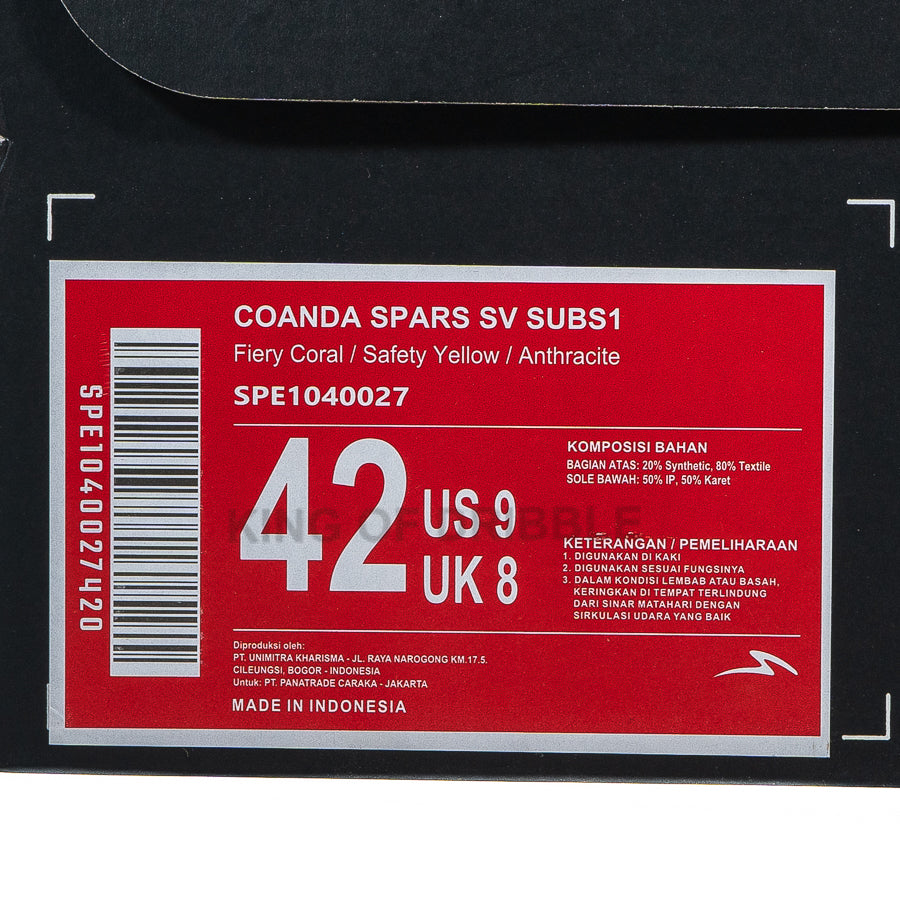 COANDA SPARS SV SUBS1
Fiery Coral / Safety Yellow / Anthracite
SPE1040027
SPE1040027420
42
US 9
UK 8
KING OF DRIBBLE
KOMPOSISI BAHAN
BAGIAN ATAS: 20% Synthetic, 80% Textile
SOLE BAWAH: 50% IP, 50% Karet
KETERANGAN / PEMELIHARAAN
1. DIGUNAKAN DI KAKI
2. DIGUNAKAN SESUAI FUNGSINYA
3. DALAM KONDISI LEMBAB ATAU BASAH,
KERINGKAN DI TEMPAT TERLINDUNG
DARI SINAR MATAHARI DENGAN
SIRKULASI UDARA YANG BAIK
Diproduksi oleh:
PT. UNIMITRA KHARISMA - JL. RAYA NAROGONG KM.17.5.
CILEUNGSI, BOGOR - INDONESIA
Untuk: PT. PANATRADE CARAKA - JAKARTA
MADE IN INDONESIA